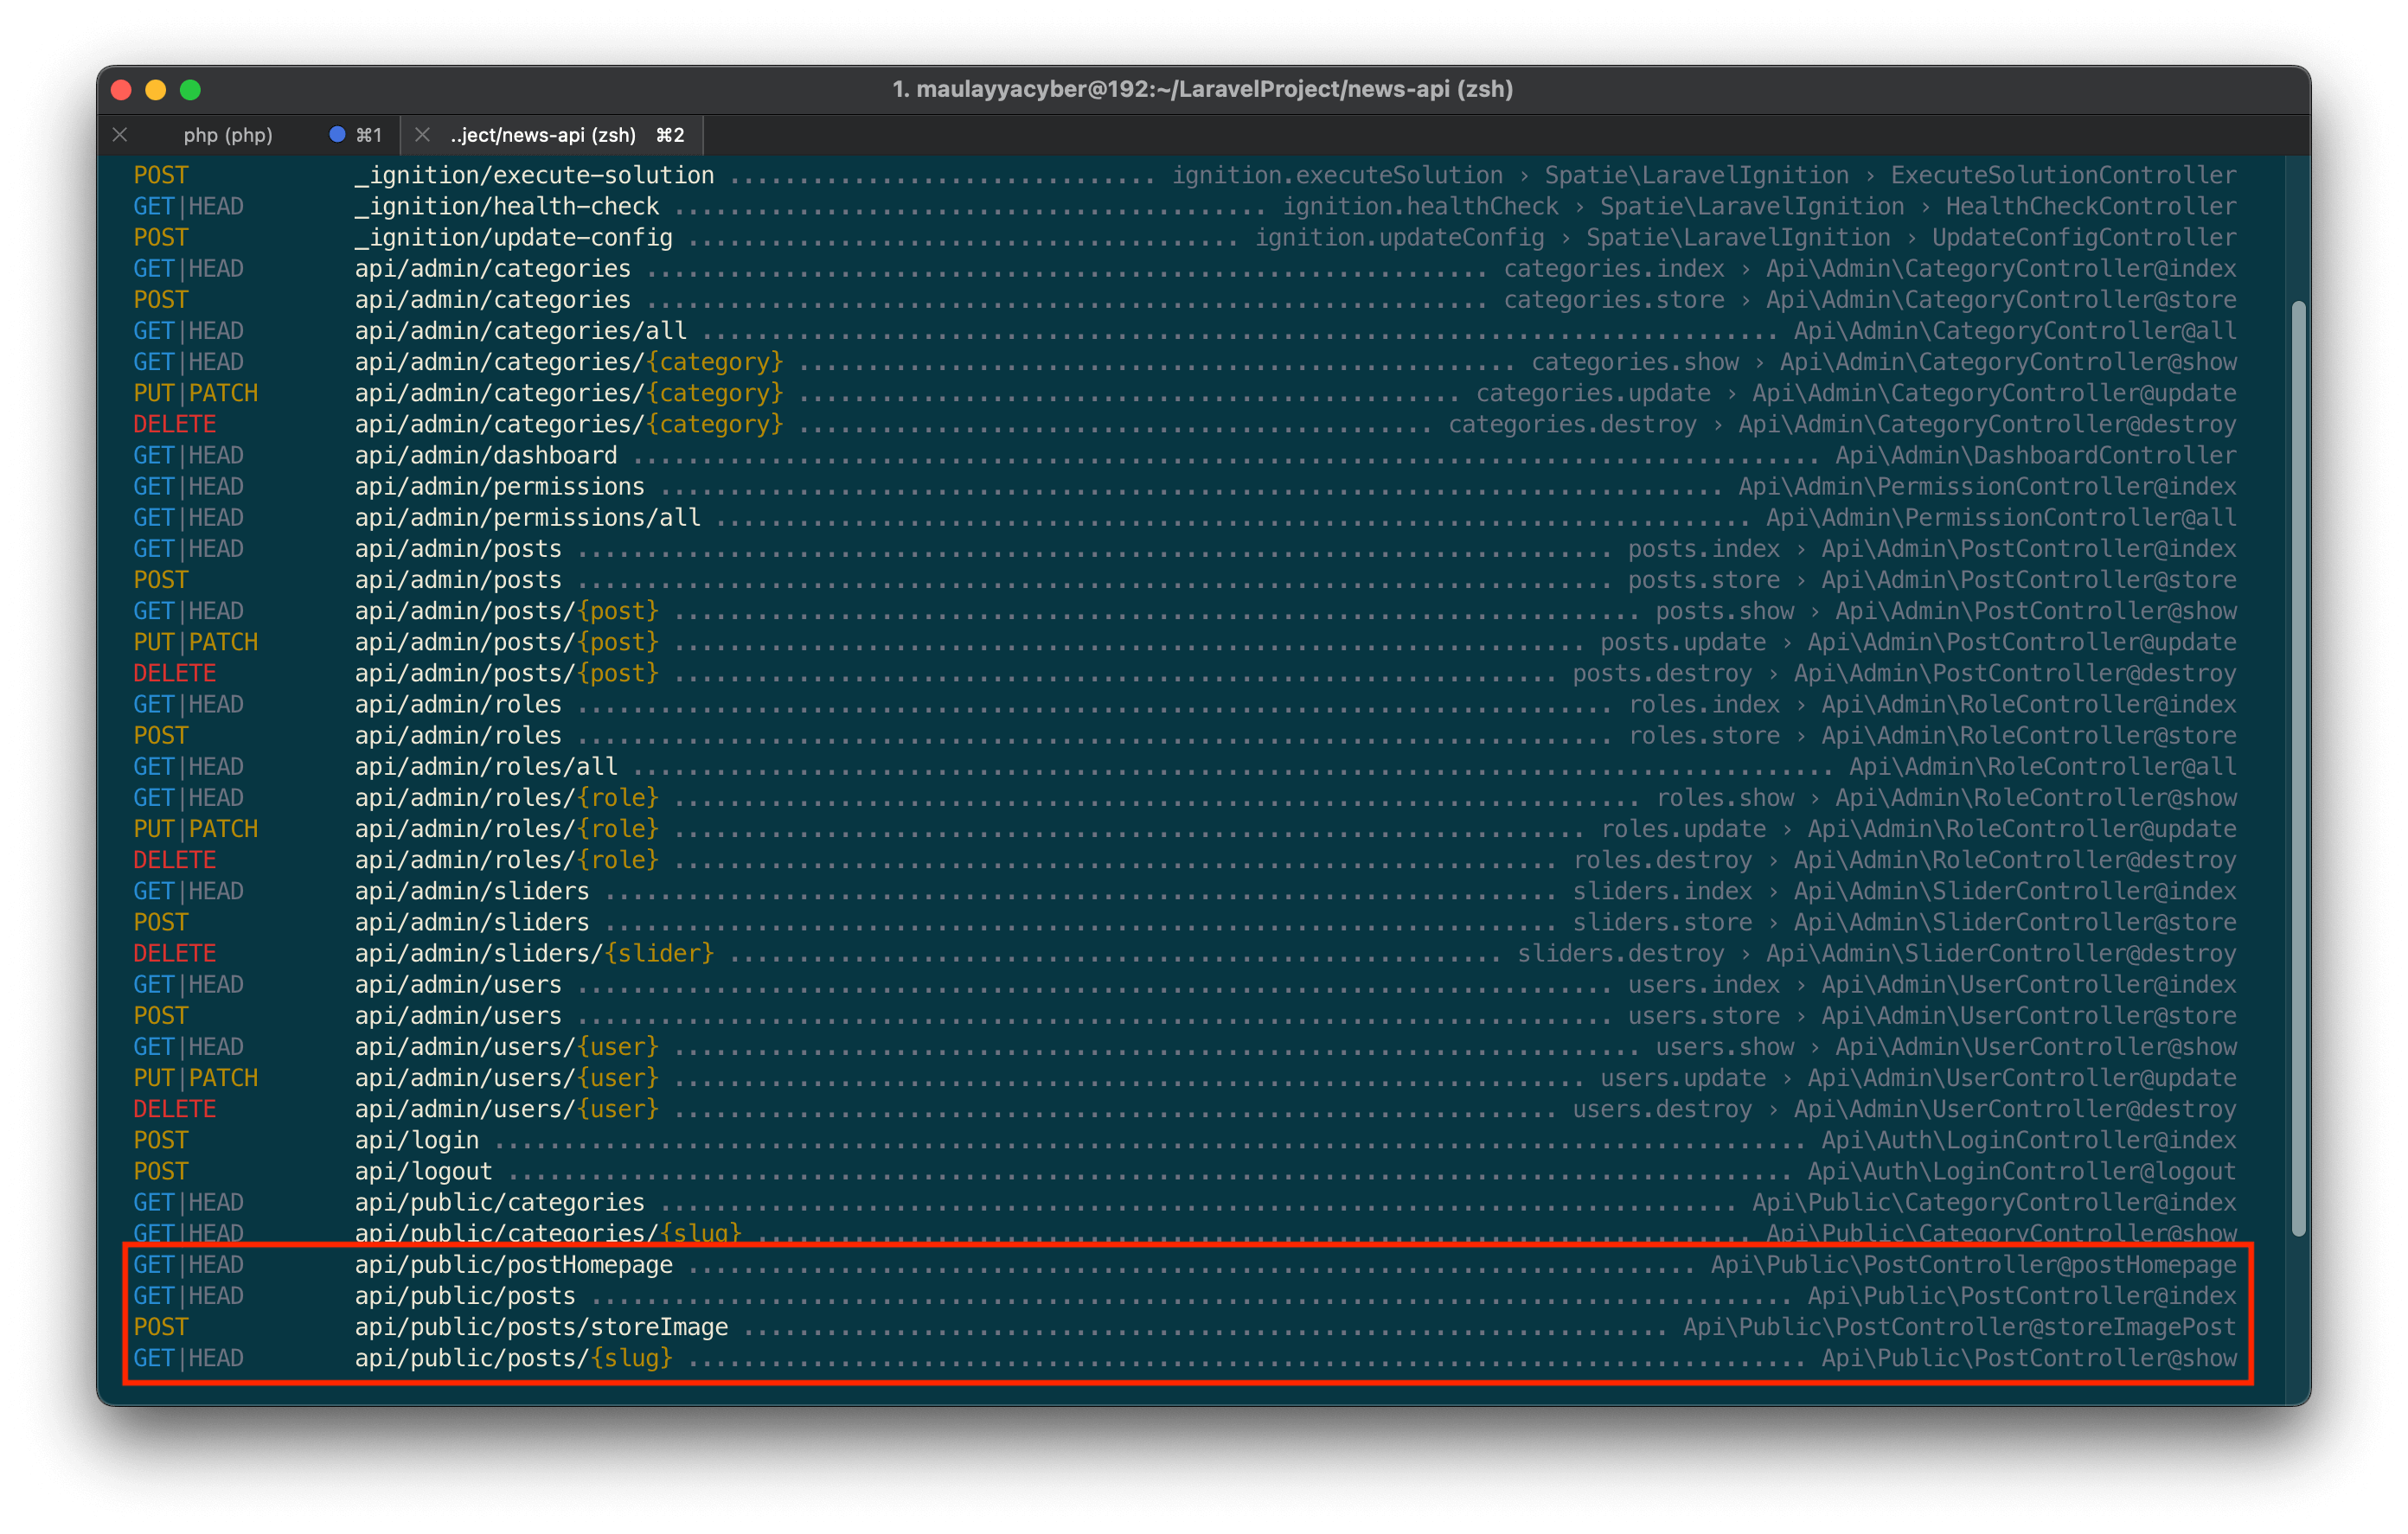 1. maulayyacyber@192:~/LaravelProject/news-api (zsh)
php (php) ⌘1 ..ject/news-api (zsh) ⌘2
POST _ignition/execute-solution ............................... ignition.executeSolution › Spatie\LaravelIgnition › ExecuteSolutionController
GET|HEAD _ignition/health-check ........................................... ignition.healthCheck › Spatie\LaravelIgnition › HealthCheckController
POST _ignition/update-config ........................................ ignition.updateConfig › Spatie\LaravelIgnition › UpdateConfigController
GET|HEAD api/admin/categories ............................................................. categories.index › Api\Admin\CategoryController@index
POST api/admin/categories ............................................................. categories.store › Api\Admin\CategoryController@store
GET|HEAD api/admin/categories/all .............................................................................. Api\Admin\CategoryController@all
GET|HEAD api/admin/categories/{category} .................................................... categories.show › Api\Admin\CategoryController@show
PUT|PATCH api/admin/categories/{category} ................................................ categories.update › Api\Admin\CategoryController@update
DELETE api/admin/categories/{category} .............................................. categories.destroy › Api\Admin\CategoryController@destroy
GET|HEAD api/admin/dashboard ...................................................................................... Api\Admin\DashboardController
GET|HEAD api/admin/permissions ............................................................................. Api\Admin\PermissionController@index
GET|HEAD api/admin/permissions/all ........................................................................... Api\Admin\PermissionController@all
GET|HEAD api/admin/posts ........................................................................... posts.index › Api\Admin\PostController@index
POST api/admin/posts ........................................................................... posts.store › Api\Admin\PostController@store
GET|HEAD api/admin/posts/{post} ...................................................................... posts.show › Api\Admin\PostController@show
PUT|PATCH api/admin/posts/{post} .................................................................. posts.update › Api\Admin\PostController@update
DELETE api/admin/posts/{post} ................................................................ posts.destroy › Api\Admin\PostController@destroy
GET|HEAD api/admin/roles ........................................................................... roles.index › Api\Admin\RoleController@index
POST api/admin/roles ........................................................................... roles.store › Api\Admin\RoleController@store
GET|HEAD api/admin/roles/all ....................................................................................... Api\Admin\RoleController@all
GET|HEAD api/admin/roles/{role} ...................................................................... roles.show › Api\Admin\RoleController@show
PUT|PATCH api/admin/roles/{role} .................................................................. roles.update › Api\Admin\RoleController@update
DELETE api/admin/roles/{role} ................................................................ roles.destroy › Api\Admin\RoleController@destroy
GET|HEAD api/admin/sliders ..................................................................... sliders.index › Api\Admin\SliderController@index
POST api/admin/sliders ..................................................................... sliders.store › Api\Admin\SliderController@store
DELETE api/admin/sliders/{slider} ........................................................ sliders.destroy › Api\Admin\SliderController@destroy
GET|HEAD api/admin/users ........................................................................... users.index › Api\Admin\UserController@index
POST api/admin/users ........................................................................... users.store › Api\Admin\UserController@store
GET|HEAD api/admin/users/{user} ...................................................................... users.show › Api\Admin\UserController@show
PUT|PATCH api/admin/users/{user} .................................................................. users.update › Api\Admin\UserController@update
DELETE api/admin/users/{user} ................................................................ users.destroy › Api\Admin\UserController@destroy
POST api/login ............................................................................................... Api\Auth\LoginController@index
POST api/logout ............................................................................................. Api\Auth\LoginController@logout
GET|HEAD api/public/categories .............................................................................. Api\Public\CategoryController@index
GET|HEAD api/public/categories/{slug} ........................................................................ Api\Public\CategoryController@show
GET|HEAD api/public/postHomepage ......................................................................... Api\Public\PostController@postHomepage
GET|HEAD api/public/posts ....................................................................................... Api\Public\PostController@index
POST api/public/posts/storeImage ................................................................... Api\Public\PostController@storeImagePost
GET|HEAD api/public/posts/{slug} ................................................................................. Api\Public\PostController@show